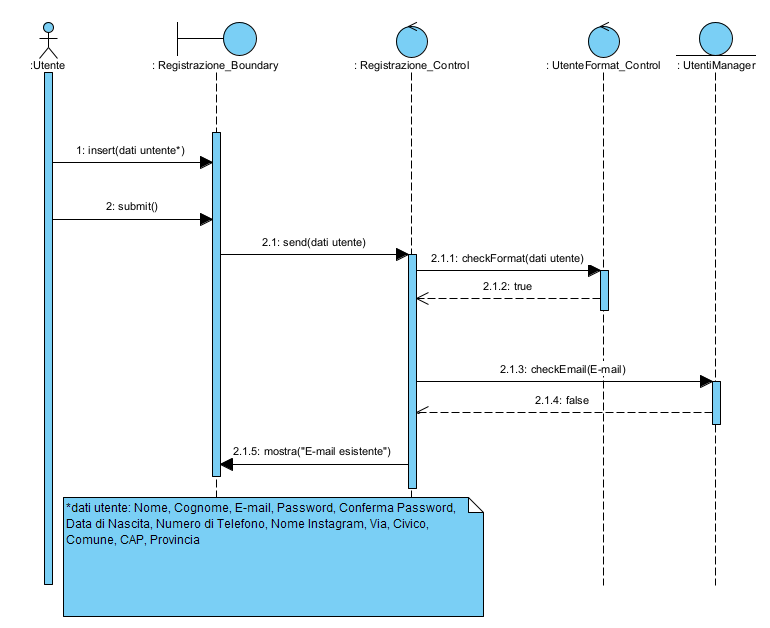 :Utente
: Registrazione_Boundary
: Registrazione_Control
: UtenteFormat_Control
: UtentiManager
1: insert(dati untente*)
2: submit()
2.1: send(dati utente)
2.1.1: checkFormat(dati utente)
2.1.2: true
2.1.3: checkEmail(E-mail)
2.1.4: false
2.1.5: mostra("E-mail esistente")
*dati utente: Nome, Cognome, E-mail, Password, Conferma Password,
Data di Nascita, Numero di Telefono, Nome Instagram, Via, Civico,
Comune, CAP, Provincia